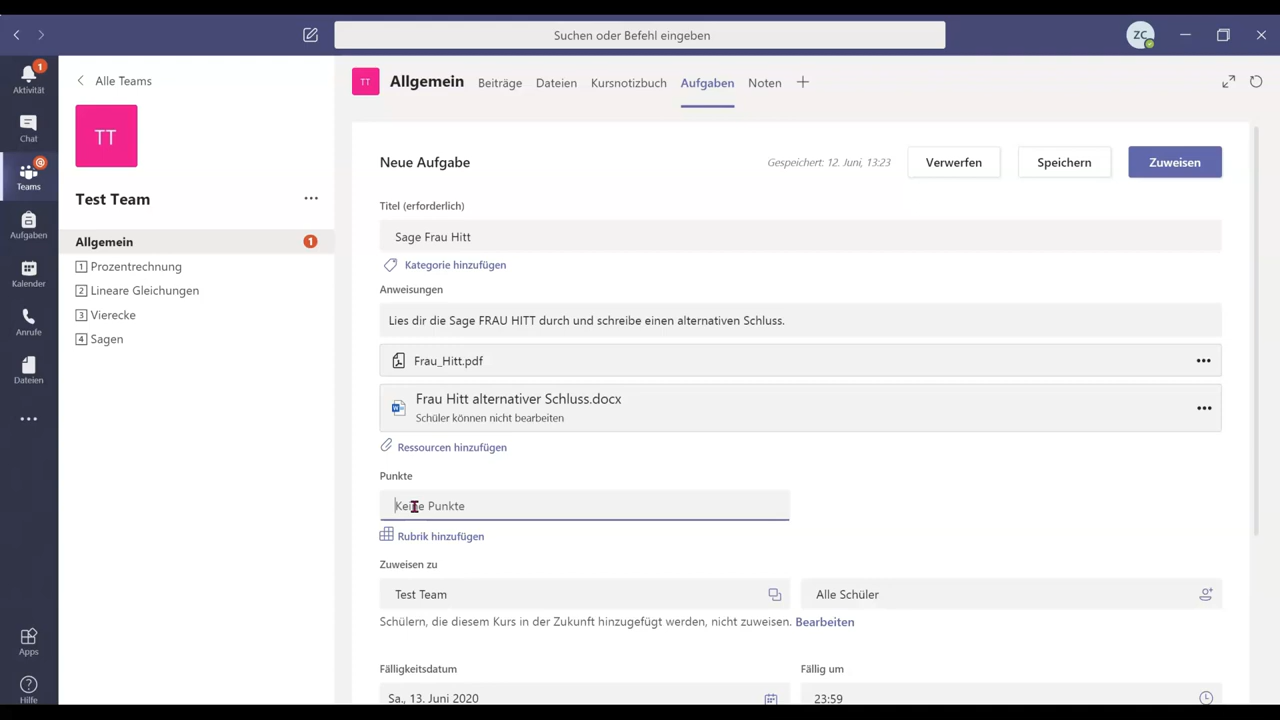 Suchen oder Befehl eingeben
ZC
1
Aktivität
Chat
@
Teams
Aufgaben
Kalender
Anrufe
Dateien
Apps
Hilfe
Alle Teams
TT
Test Team
Allgemein 1
1 Prozentrechnung
2 Lineare Gleichungen
3 Vierecke
4 Sagen
TT Allgemein Beiträge Dateien Kursnotizbuch Aufgaben Noten
Neue Aufgabe Gespeichert: 12. Juni, 13:23 Verwerfen Speichern Zuweisen
Titel (erforderlich)
Sage Frau Hitt
Kategorie hinzufügen
Anweisungen
Lies dir die Sage FRAU HITT durch und schreibe einen alternativen Schluss.
Frau_Hitt.pdf
Frau Hitt alternativer Schluss.docx
Schüler können nicht bearbeiten
Ressourcen hinzufügen
Punkte
Keine Punkte
Rubrik hinzufügen
Zuweisen zu
Test Team Alle Schüler
Schülern, die diesem Kurs in der Zukunft hinzugefügt werden, nicht zuweisen. Bearbeiten
Fälligkeitsdatum Fällig um
Sa., 13. Juni 2020 23:59